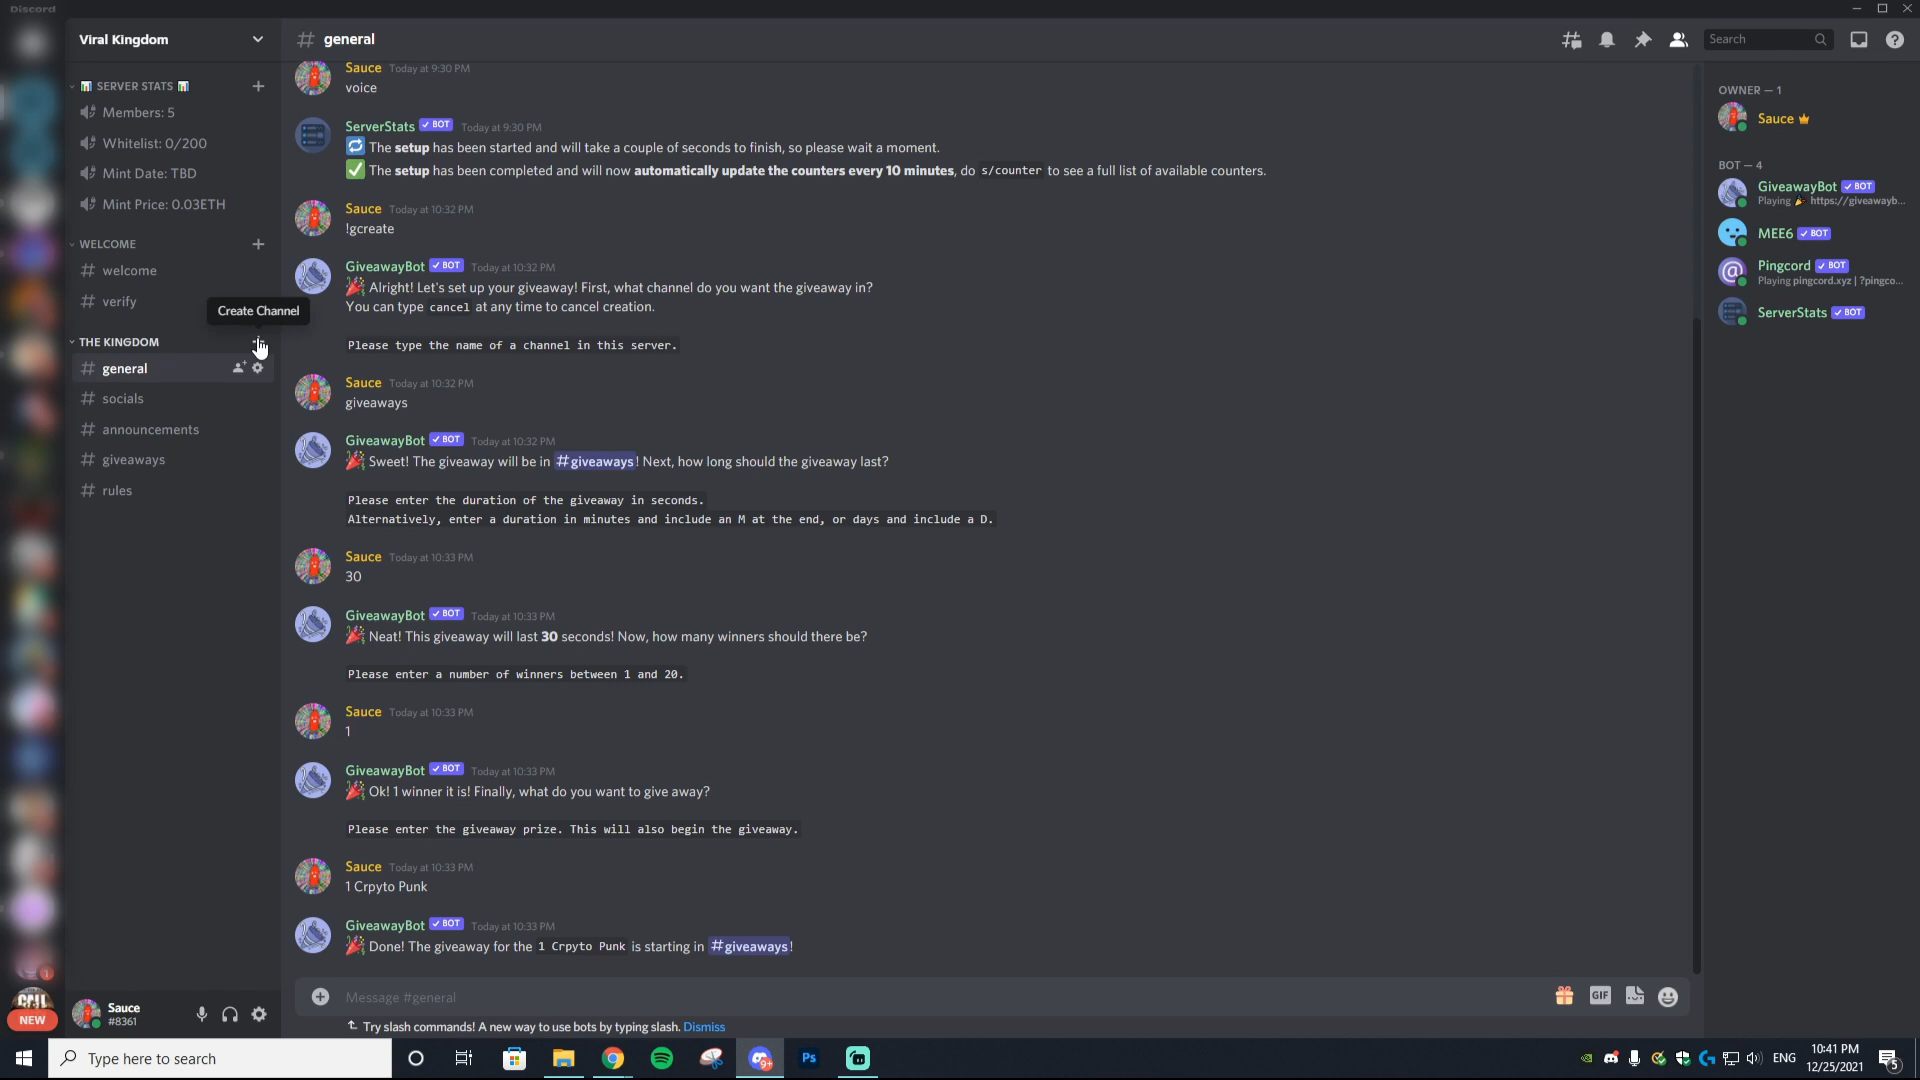 Discord
Viral Kingdom
# general
Search
SERVER STATS
Members: 5
Whitelist: 0/200
Mint Date: TBD
Mint Price: 0.03ETH
WELCOME
# welcome
# verify
Create Channel
THE KINGDOM
# general
# socials
# announcements
# giveaways
# rules
Sauce Today at 9:30 PM
voice
ServerStats ✓ BOT Today at 9:30 PM
The setup has been started and will take a couple of seconds to finish, so please wait a moment.
The setup has been completed and will now automatically update the counters every 10 minutes, do s/counter to see a full list of available counters.
Sauce Today at 10:32 PM
!gcreate
GiveawayBot ✓ BOT Today at 10:32 PM
Alright! Let's set up your giveaway! First, what channel do you want the giveaway in?
You can type cancel at any time to cancel creation.
Please type the name of a channel in this server.
Sauce Today at 10:32 PM
giveaways
GiveawayBot ✓ BOT Today at 10:32 PM
Sweet! The giveaway will be in #giveaways! Next, how long should the giveaway last?
Please enter the duration of the giveaway in seconds.
Alternatively, enter a duration in minutes and include an M at the end, or days and include a D.
Sauce Today at 10:33 PM
30
GiveawayBot ✓ BOT Today at 10:33 PM
Neat! This giveaway will last 30 seconds! Now, how many winners should there be?
Please enter a number of winners between 1 and 20.
Sauce Today at 10:33 PM
1
GiveawayBot ✓ BOT Today at 10:33 PM
Ok! 1 winner it is! Finally, what do you want to give away?
Please enter the giveaway prize. This will also begin the giveaway.
Sauce Today at 10:33 PM
1 Crpyto Punk
GiveawayBot ✓ BOT Today at 10:33 PM
Done! The giveaway for the 1 Crpyto Punk is starting in #giveaways!
Message #general
GIF
Try slash commands! A new way to use bots by typing slash. Dismiss
OWNER — 1
Sauce
BOT — 4
GiveawayBot ✓ BOT
Playing https://giveawayb...
MEE6 ✓ BOT
Pingcord ✓ BOT
Playing pingcord.xyz | ?pingco...
ServerStats ✓ BOT
1
CALL
NEW
Sauce
#8361
Type here to search
9+
Ps
ENG
10:41 PM
12/25/2021
5